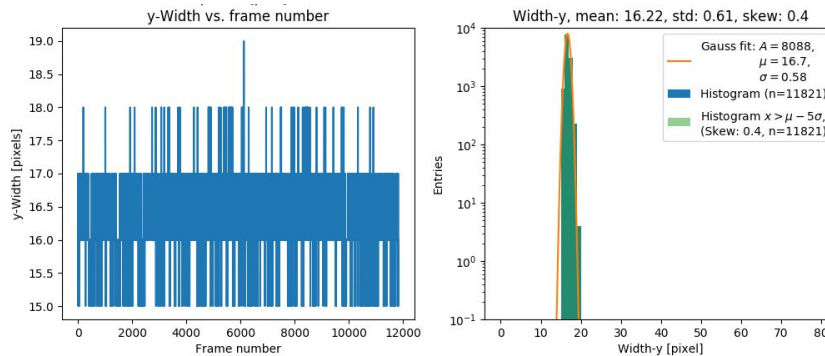 y-Width vs. frame number
19.0
18.5
18.0
17.5
17.0
16.5
16.0
15.5
15.0
y-Width [pixels]
0
2000
4000
6000
8000
10000
12000
Frame number
Width-y, mean: 16.22, std: 0.61, skew: 0.4
Gauss fit: A = 8088,
μ = 16.7,
σ = 0.58
Histogram (n=11821)
Histogram x > μ − 5σ,
(Skew: 0.4, n=11821)
10⁴
10³
10²
10¹
10⁰
10⁻¹
Entries
0
10
20
30
40
50
60
70
80
Width-y [pixel]